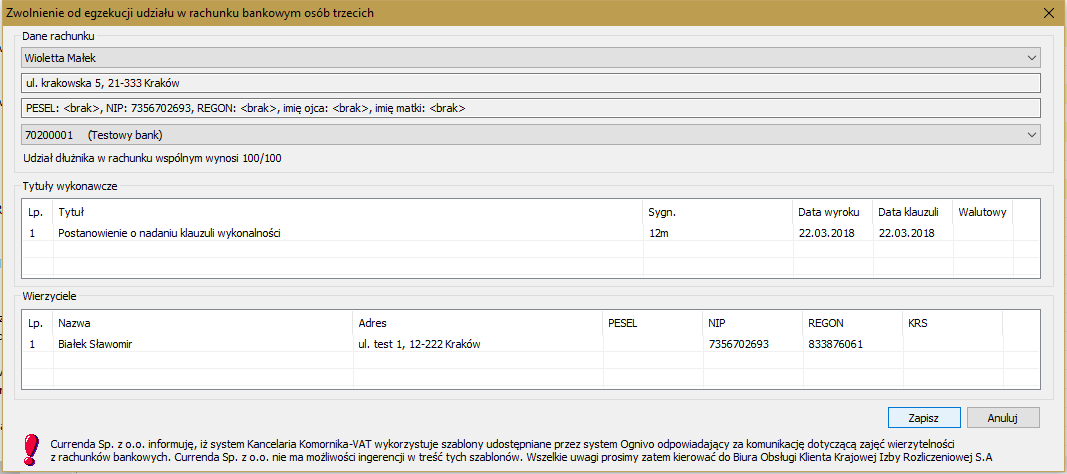 Zwolnienie od egzekucji udziału w rachunku bankowym osób trzecich
Dane rachunku
Wioletta Małek
ul. krakowska 5, 21-333 Kraków
PESEL: <brak>, NIP: 7356702693, REGON: <brak>, imię ojca: <brak>, imię matki: <brak>
70200001 (Testowy bank)
Udział dłużnika w rachunku wspólnym wynosi 100/100
Tytuły wykonawcze
Lp. Tytuł Sygn. Data wyroku Data klauzuli Walutowy
1 Postanowienie o nadaniu klauzuli wykonalności 12m 22.03.2018 22.03.2018
Wierzyciele
Lp. Nazwa Adres PESEL NIP REGON KRS
1 Białek Sławomir ul. test 1, 12-222 Kraków 7356702693 833876061
Zapisz Anuluj
Currenda Sp. z o.o. informuję, iż system Kancelaria Komornika-VAT wykorzystuje szablony udostępniane przez system Ognivo odpowiadający za komunikację dotyczącą zajęć wierzytelności
z rachunków bankowych. Currenda Sp. z o.o. nie ma możliwości ingerencji w treść tych szablonów. Wszelkie uwagi prosimy zatem kierować do Biura Obsługi Klienta Krajowej Izby Rozliczeniowej S.A